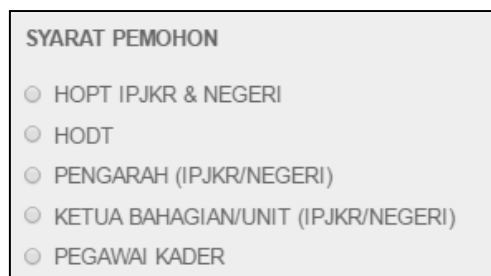 SYARAT PEMOHON
HOPT IPJKR & NEGERI
HODT
PENGARAH (IPJKR/NEGERI)
KETUA BAHAGIAN/UNIT (IPJKR/NEGERI)
PEGAWAI KADER